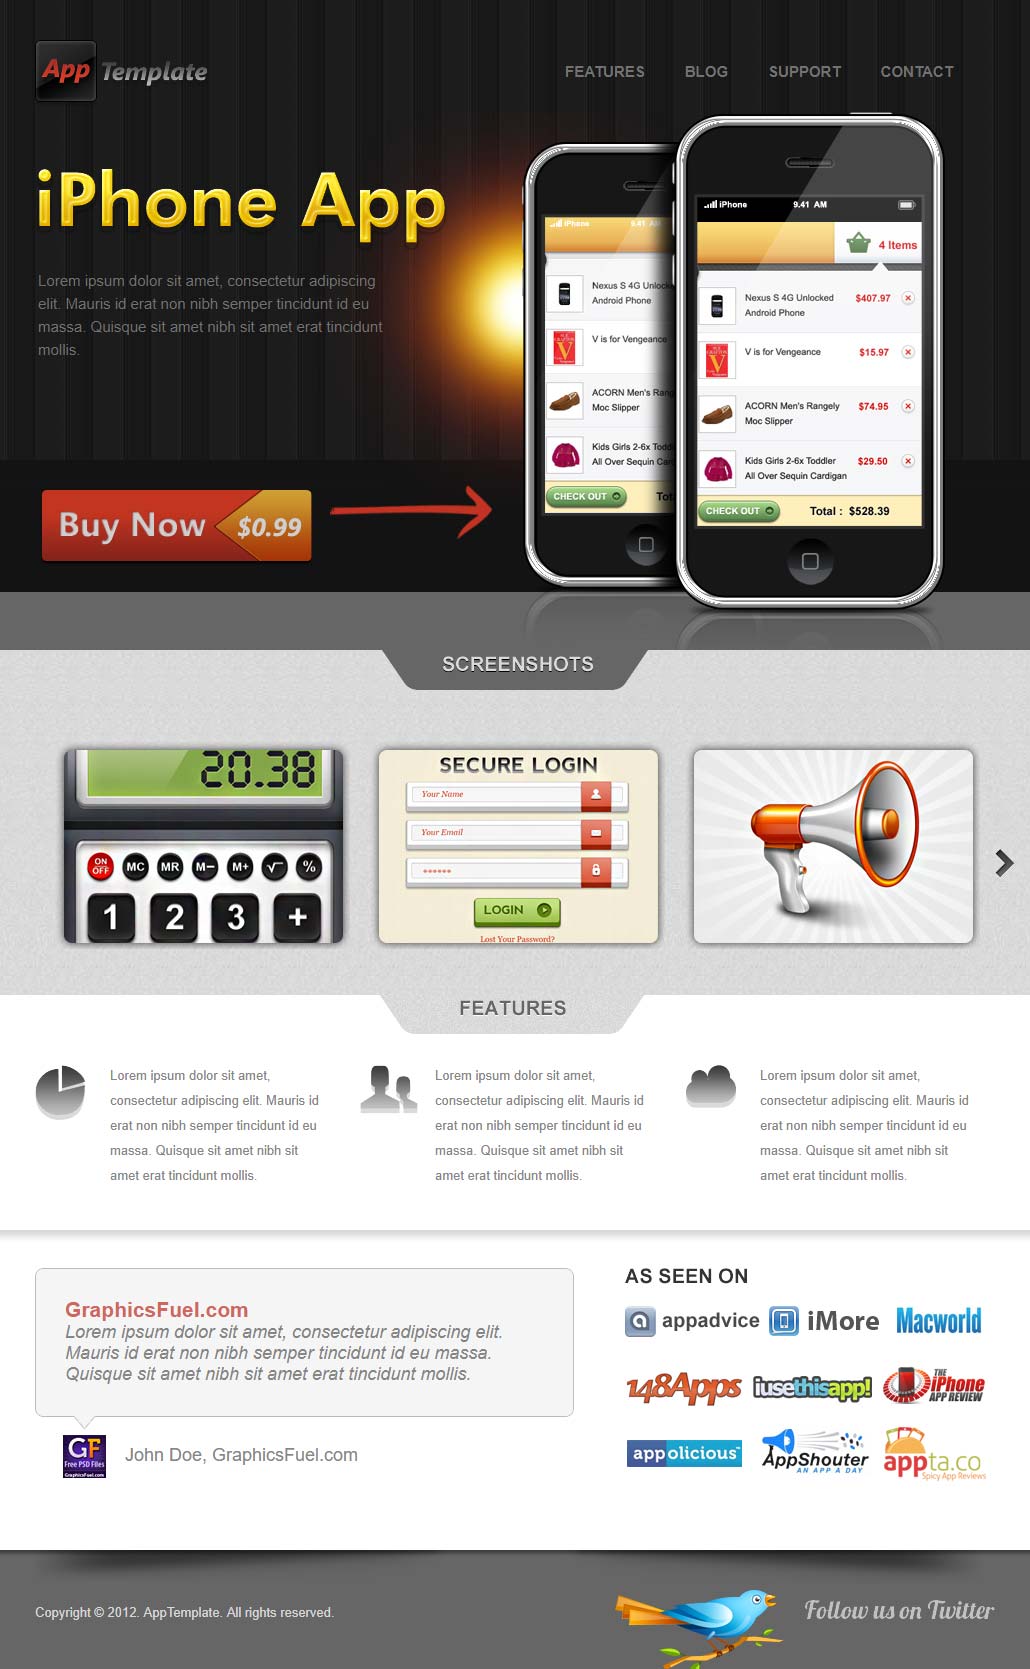 App Template
FEATURES BLOG SUPPORT CONTACT
iPhone App
Lorem ipsum dolor sit amet, consectetur adipiscing
elit. Mauris id erat non nibh semper tincidunt id eu
massa. Quisque sit amet nibh sit amet erat tincidunt
mollis.
Buy Now $0.99
iPhone 9.41
Nexus S 4G Unlocked
Android Phone
V is for Vengeance
ACORN Men's Rangely
Moc Slipper
Kids Girls 2-6x
All Over Sequin
CHECK OUT
iPhone 9.41 AM
4 Items
Nexus S 4G Unlocked $407.97
Android Phone
V is for Vengeance $15.97
ACORN Men's Rangely $74.95
Moc Slipper
Kids Girls 2-6x Toddler $29.50
All Over Sequin Cardigan
CHECK OUT Total : $528.39
SCREENSHOTS
20.38
ON OFF MC MR M− M+ √ %
1 2 3 +
SECURE LOGIN
Your Name
Your Email
******
LOGIN
Lost Your Password?
FEATURES
Lorem ipsum dolor sit amet,
consectetur adipiscing elit. Mauris id
erat non nibh semper tincidunt id eu
massa. Quisque sit amet nibh sit
amet erat tincidunt mollis.
Lorem ipsum dolor sit amet,
consectetur adipiscing elit. Mauris id
erat non nibh semper tincidunt id eu
massa. Quisque sit amet nibh sit
amet erat tincidunt mollis.
Lorem ipsum dolor sit amet,
consectetur adipiscing elit. Mauris id
erat non nibh semper tincidunt id eu
massa. Quisque sit amet nibh sit
amet erat tincidunt mollis.
GraphicsFuel.com
Lorem ipsum dolor sit amet, consectetur adipiscing elit.
Mauris id erat non nibh semper tincidunt id eu massa.
Quisque sit amet nibh sit amet erat tincidunt mollis.
GF
Free PSD Files
GraphicsFuel.com
John Doe, GraphicsFuel.com
AS SEEN ON
appadvice iMore Macworld
148Apps iusethisapp! THE iPhone APP REVIEW
appolicious™ AppShouter AN APP A DAY appta.co Spicy App Reviews
Copyright © 2012. AppTemplate. All rights reserved.
Follow us on Twitter